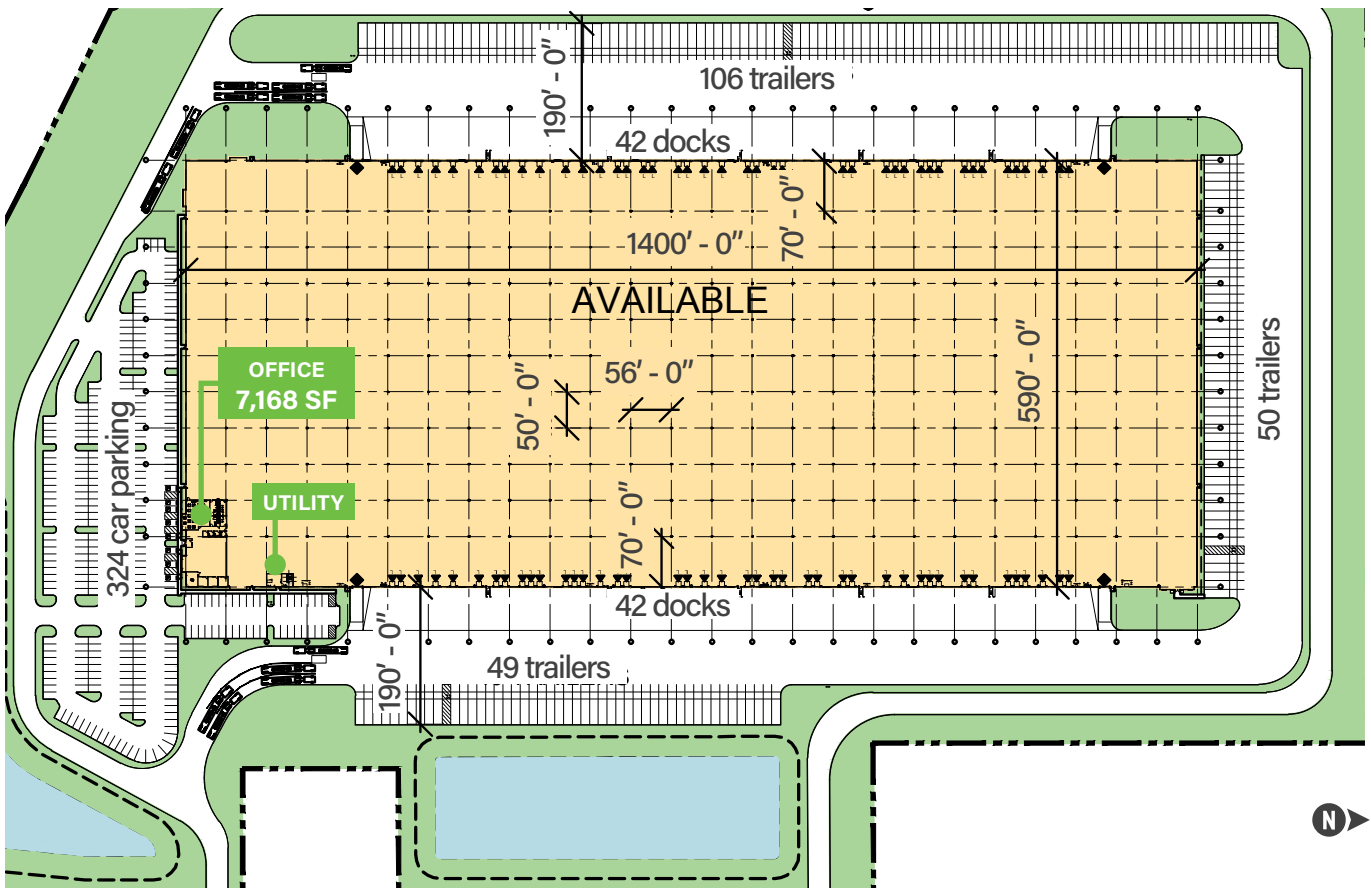 190′ - 0″
106 trailers
42 docks
70′ - 0″
1400′ - 0″
AVAILABLE
OFFICE
7,168 SF
56′ - 0″
50′ - 0″
590′ - 0″
50 trailers
324 car parking
UTILITY
70′ - 0″
42 docks
190′ - 0″
49 trailers
N